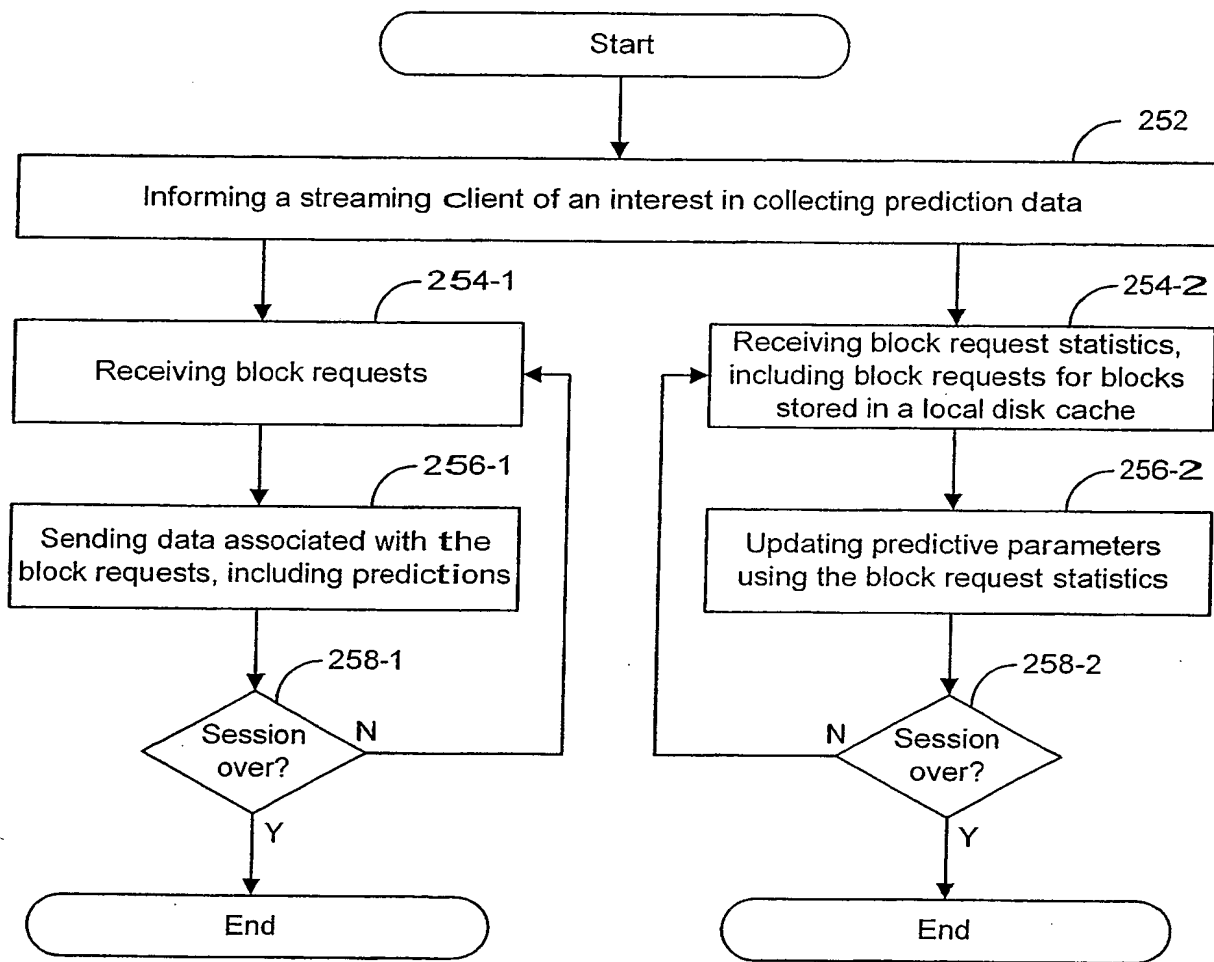 Start
252
Informing a streaming client of an interest in collecting prediction data
254-1
Receiving block requests
256-1
Sending data associated with the
block requests, including predictions
258-1
Session
over?
N
Y
End
254-2
Receiving block request statistics,
including block requests for blocks
stored in a local disk cache
256-2
Updating predictive parameters
using the block request statistics
258-2
Session
over?
N
Y
End